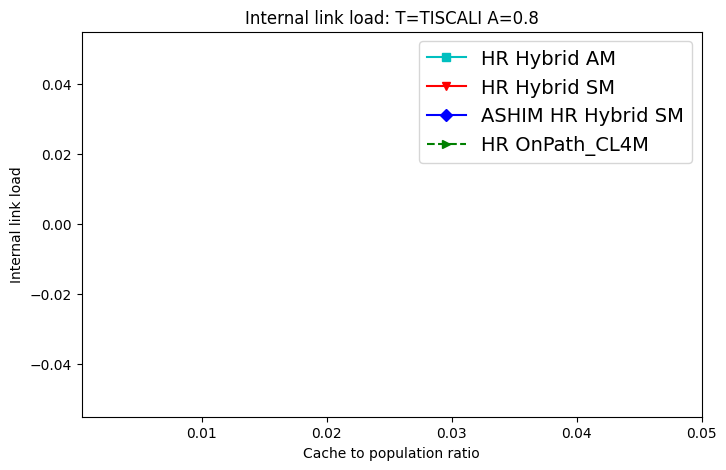 Internal link load: T=TISCALI A=0.8
HR Hybrid AM
HR Hybrid SM
ASHIM HR Hybrid SM
HR OnPath_CL4M
Internal link load
0.04
0.02
0.00
−0.02
−0.04
0.01
0.02
0.03
0.04
0.05
Cache to population ratio